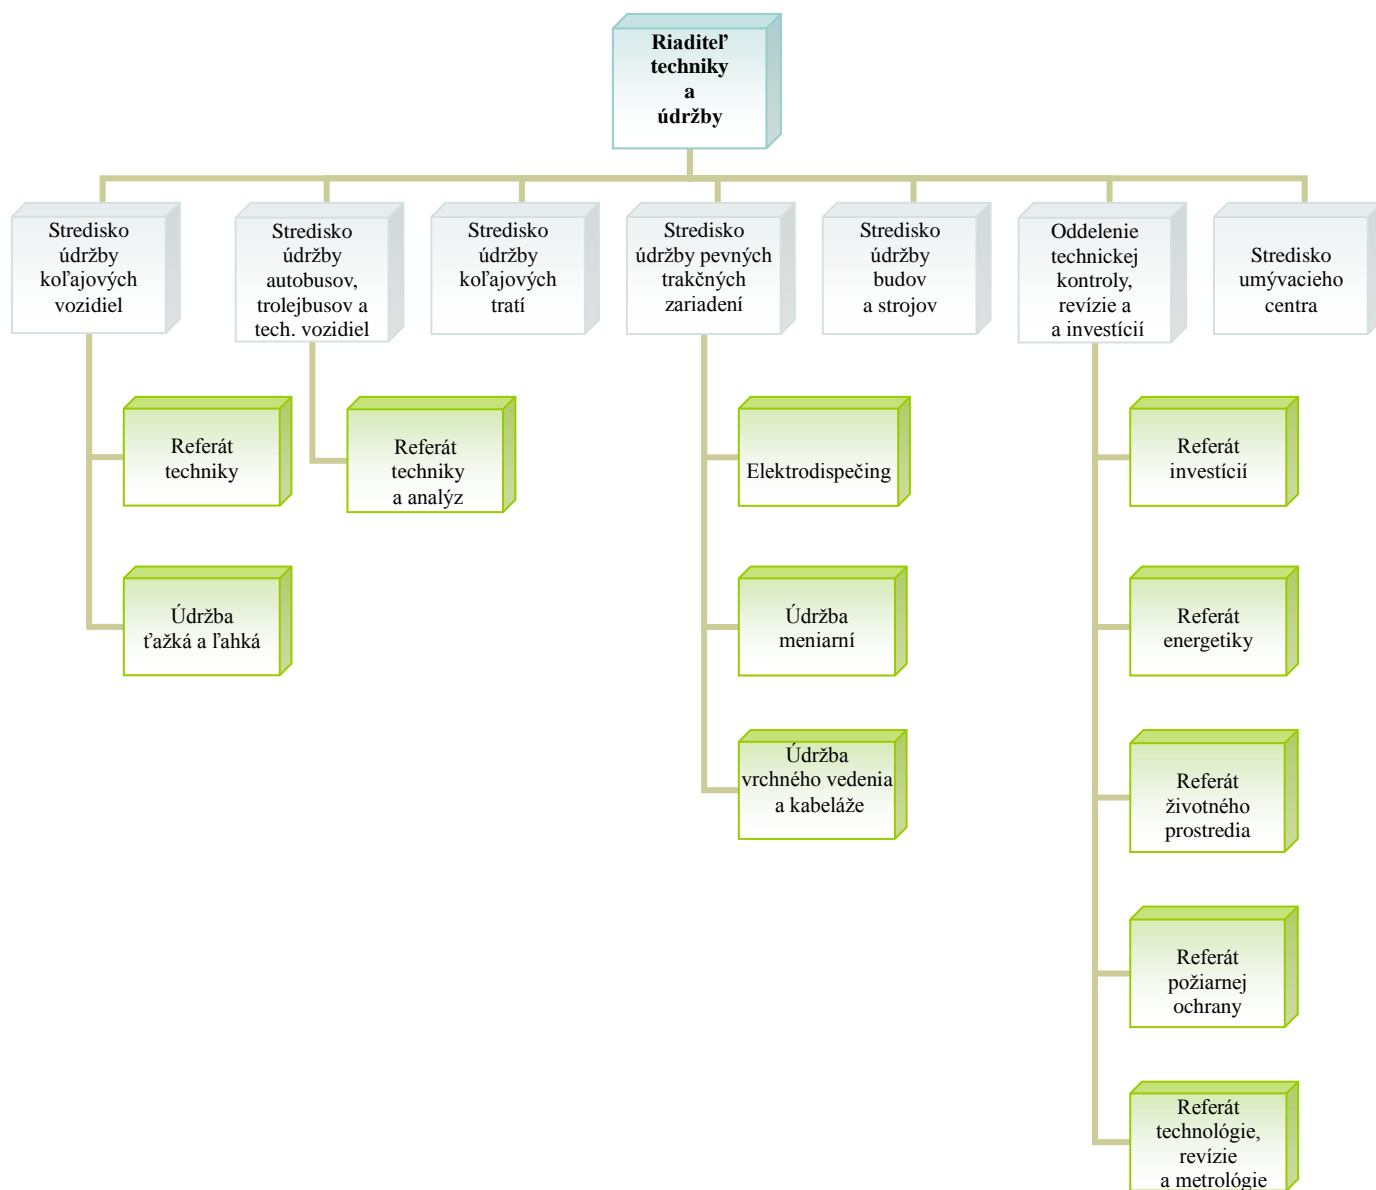 Riaditeľ
techniky
a
údržby
Stredisko
údržby
koľajových
vozidiel
Stredisko
údržby
autobusov,
trolejbusov a
tech. vozidiel
Stredisko
údržby
koľajových
tratí
Stredisko
údržby pevných
trakčných
zariadení
Stredisko
údržby
budov
a strojov
Oddelenie
technickej
kontroly,
revízie a
a investícií
Stredisko
umývacieho
centra
Referát
techniky
Referát
techniky
a analýz
Elektrodispečing
Referát
investícií
Údržba
ťažká a ľahká
Údržba
meniarní
Referát
energetiky
Údržba
vrchného vedenia
a kabeláže
Referát
životného
prostredia
Referát
požiarnej
ochrany
Referát
technológie,
revízie
a metrológie